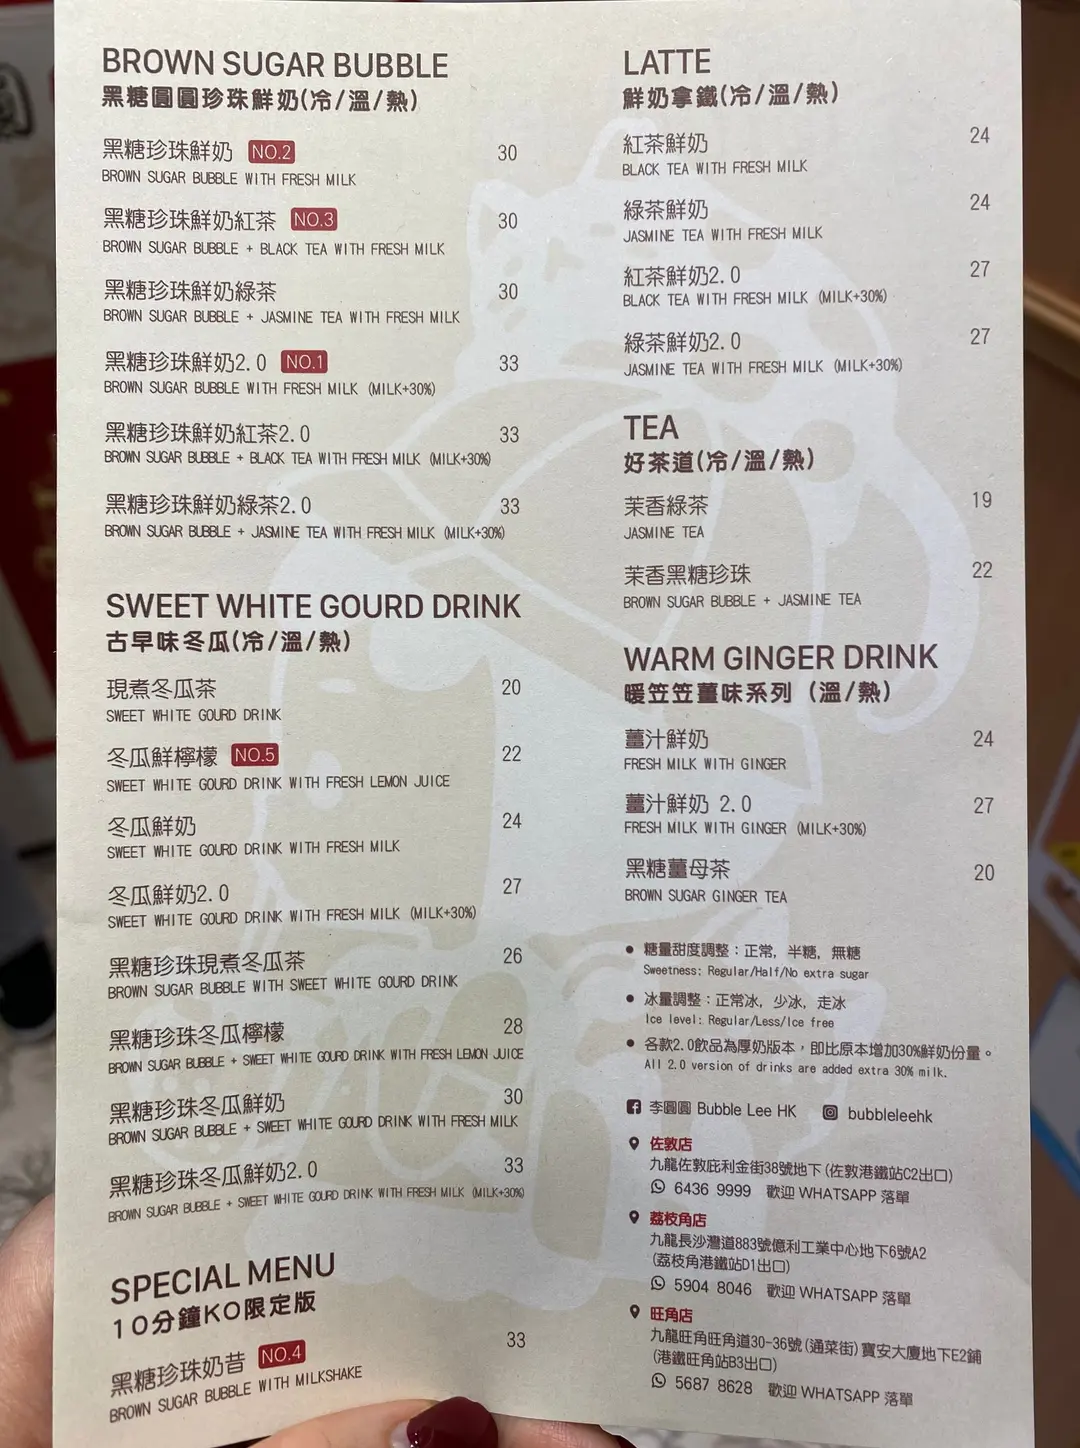 BROWN SUGAR BUBBLE
黑糖圓圓珍珠鮮奶(冷/溫/熱)
黑糖珍珠鮮奶 NO.2 30
BROWN SUGAR BUBBLE WITH FRESH MILK
黑糖珍珠鮮奶紅茶 NO.3 30
BROWN SUGAR BUBBLE + BLACK TEA WITH FRESH MILK
黑糖珍珠鮮奶綠茶 30
BROWN SUGAR BUBBLE + JASMINE TEA WITH FRESH MILK
黑糖珍珠鮮奶2.0 NO.1 33
BROWN SUGAR BUBBLE WITH FRESH MILK (MILK+30%)
黑糖珍珠鮮奶紅茶2.0 33
BROWN SUGAR BUBBLE + BLACK TEA WITH FRESH MILK (MILK+30%)
黑糖珍珠鮮奶綠茶2.0 33
BROWN SUGAR BUBBLE + JASMINE TEA WITH FRESH MILK (MILK+30%)
SWEET WHITE GOURD DRINK
古早味冬瓜(冷/溫/熱)
現煮冬瓜茶 20
SWEET WHITE GOURD DRINK
冬瓜鮮檸檬 NO.5 22
SWEET WHITE GOURD DRINK WITH FRESH LEMON JUICE
冬瓜鮮奶 24
SWEET WHITE GOURD DRINK WITH FRESH MILK
冬瓜鮮奶2.0 27
SWEET WHITE GOURD DRINK WITH FRESH MILK (MILK+30%)
黑糖珍珠現煮冬瓜茶 26
BROWN SUGAR BUBBLE WITH SWEET WHITE GOURD DRINK
黑糖珍珠冬瓜檸檬 28
BROWN SUGAR BUBBLE + SWEET WHITE GOURD DRINK WITH FRESH LEMON JUICE
黑糖珍珠冬瓜鮮奶 30
BROWN SUGAR BUBBLE + SWEET WHITE GOURD DRINK WITH FRESH MILK
黑糖珍珠冬瓜鮮奶2.0 33
BROWN SUGAR BUBBLE + SWEET WHITE GOURD DRINK WITH FRESH MILK (MILK+30%)
SPECIAL MENU
10分鐘KO限定版
黑糖珍珠奶昔 NO.4 33
BROWN SUGAR BUBBLE WITH MILKSHAKE
LATTE
鮮奶拿鐵(冷/溫/熱)
紅茶鮮奶 24
BLACK TEA WITH FRESH MILK
綠茶鮮奶 24
JASMINE TEA WITH FRESH MILK
紅茶鮮奶2.0 27
BLACK TEA WITH FRESH MILK (MILK+30%)
綠茶鮮奶2.0 27
JASMINE TEA WITH FRESH MILK (MILK+30%)
TEA
好茶道(冷/溫/熱)
茉香綠茶 19
JASMINE TEA
茉香黑糖珍珠 22
BROWN SUGAR BUBBLE + JASMINE TEA
WARM GINGER DRINK
暖笠笠薑味系列 (溫/熱)
薑汁鮮奶 24
FRESH MILK WITH GINGER
薑汁鮮奶 2.0 27
FRESH MILK WITH GINGER (MILK+30%)
黑糖薑母茶 20
BROWN SUGAR GINGER TEA
• 糖量甜度調整：正常, 半糖, 無糖
Sweetness: Regular/Half/No extra sugar
• 冰量調整：正常冰, 少冰, 走冰
Ice level: Regular/Less/Ice free
• 各款2.0飲品為厚奶版本，即比原本增加30%鮮奶份量。
All 2.0 version of drinks are added extra 30% milk.
李圓圓 Bubble Lee HK bubbleleehk
佐敦店
九龍佐敦庇利金街38號地下 (佐敦港鐵站C2出口)
6436 9999 歡迎 WHATSAPP 落單
荔枝角店
九龍長沙灣道883號億利工業中心地下6號A2
(荔枝角港鐵站D1出口)
5904 8046 歡迎 WHATSAPP 落單
旺角店
九龍旺角旺角道30-36號 (通菜街) 寶安大廈地下E2鋪
(港鐵旺角站B3出口)
5687 8628 歡迎 WHATSAPP 落單